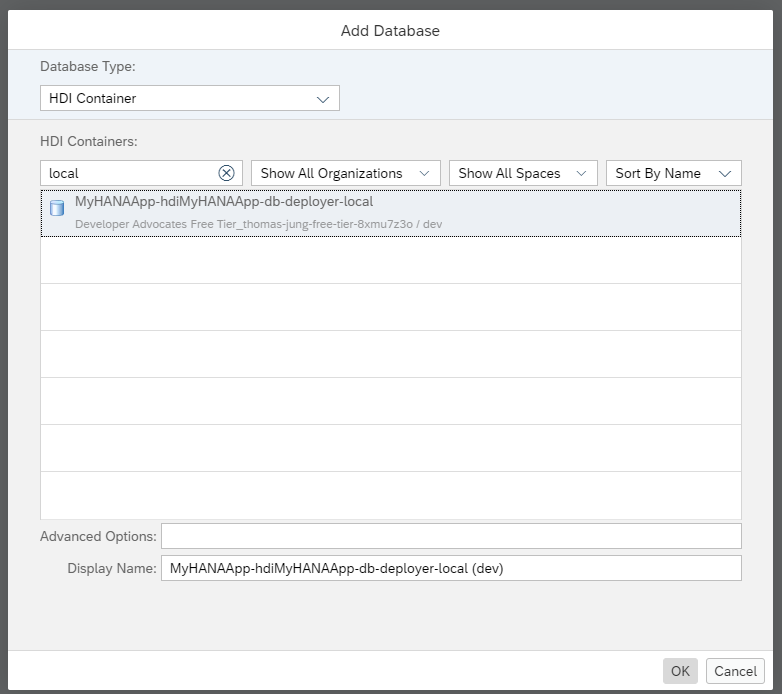 Add Database
Database Type:
HDI Container
HDI Containers:
local Show All Organizations Show All Spaces Sort By Name
MyHANAApp-hdiMyHANAApp-db-deployer-local
Developer Advocates Free Tier_thomas-jung-free-tier-8xmu7z3o / dev
Advanced Options:
Display Name: MyHANAApp-hdiMyHANAApp-db-deployer-local (dev)
OK Cancel